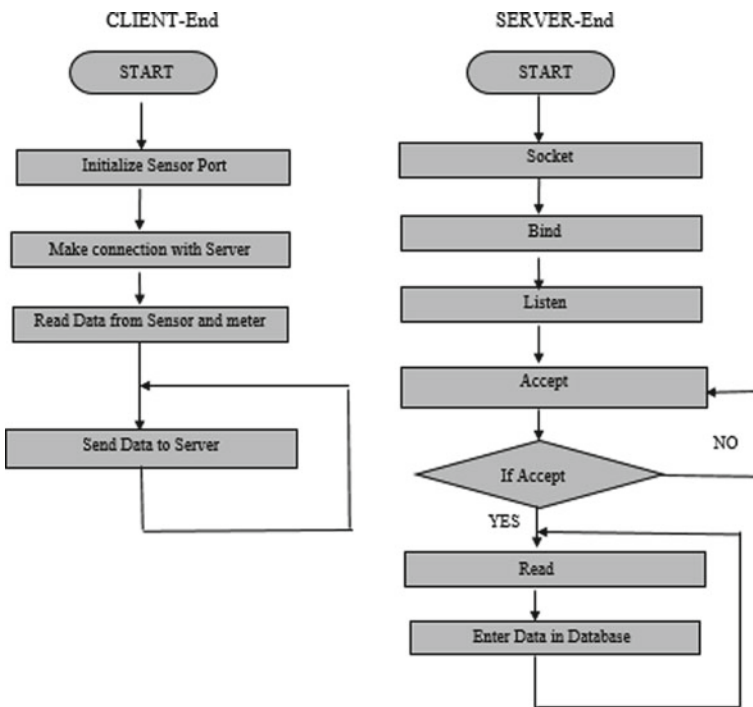 CLIENT-End
START
Initialize Sensor Port
Make connection with Server
Read Data from Sensor and meter
Send Data to Server
SERVER-End
START
Socket
Bind
Listen
Accept
NO
If Accept
YES
Read
Enter Data in Database